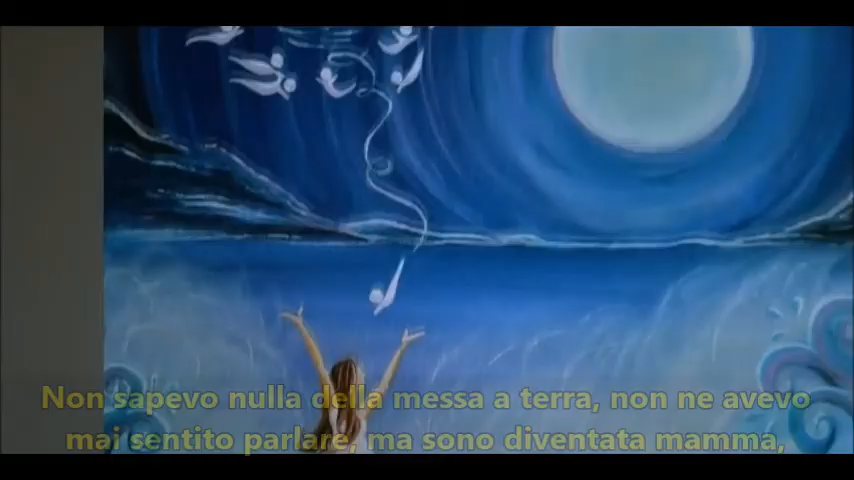 Non sapevo nulla della messa a terra, non ne avevo
mai sentito parlare, ma sono diventata mamma,